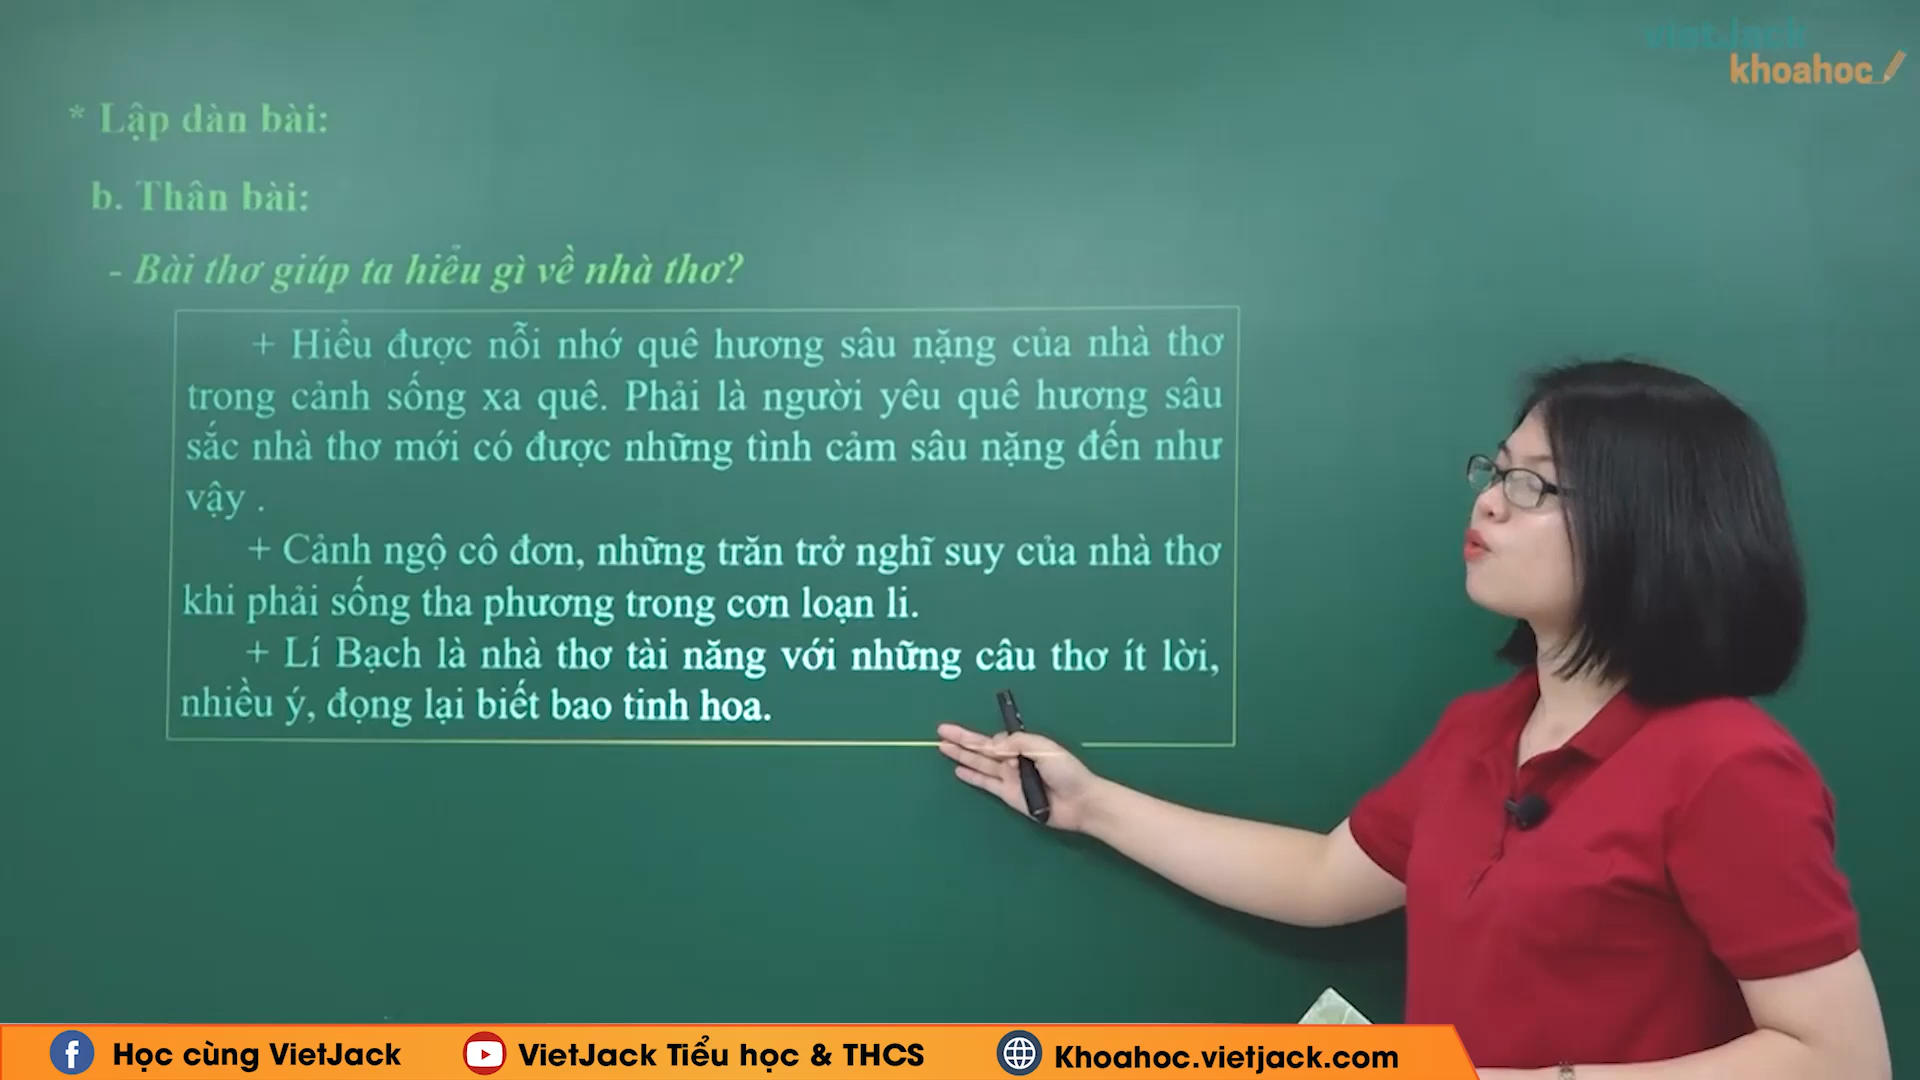 vietJack
khoahoc
* Lập dàn bài:
b. Thân bài:
- Bài thơ giúp ta hiểu gì về nhà thơ?
+ Hiểu được nỗi nhớ quê hương sâu nặng của nhà thơ
trong cảnh sống xa quê. Phải là người yêu quê hương sâu
sắc nhà thơ mới có được những tình cảm sâu nặng đến như
vậy .
+ Cảnh ngộ cô đơn, những trăn trở nghĩ suy của nhà thơ
khi phải sống tha phương trong cơn loạn li.
+ Lí Bạch là nhà thơ tài năng với những câu thơ ít lời,
nhiều ý, đọng lại biết bao tinh hoa.
Học cùng VietJack
VietJack Tiểu học & THCS
Khoahoc.vietjack.com